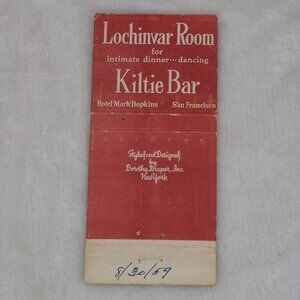 Lochinvar Room
for
intimate dinner... dancing
Kiltie Bar
Hotel Mark Hopkins San Francisco
Styled and Designed
by
Dorothy Draper, Inc.
New York
8/30/59